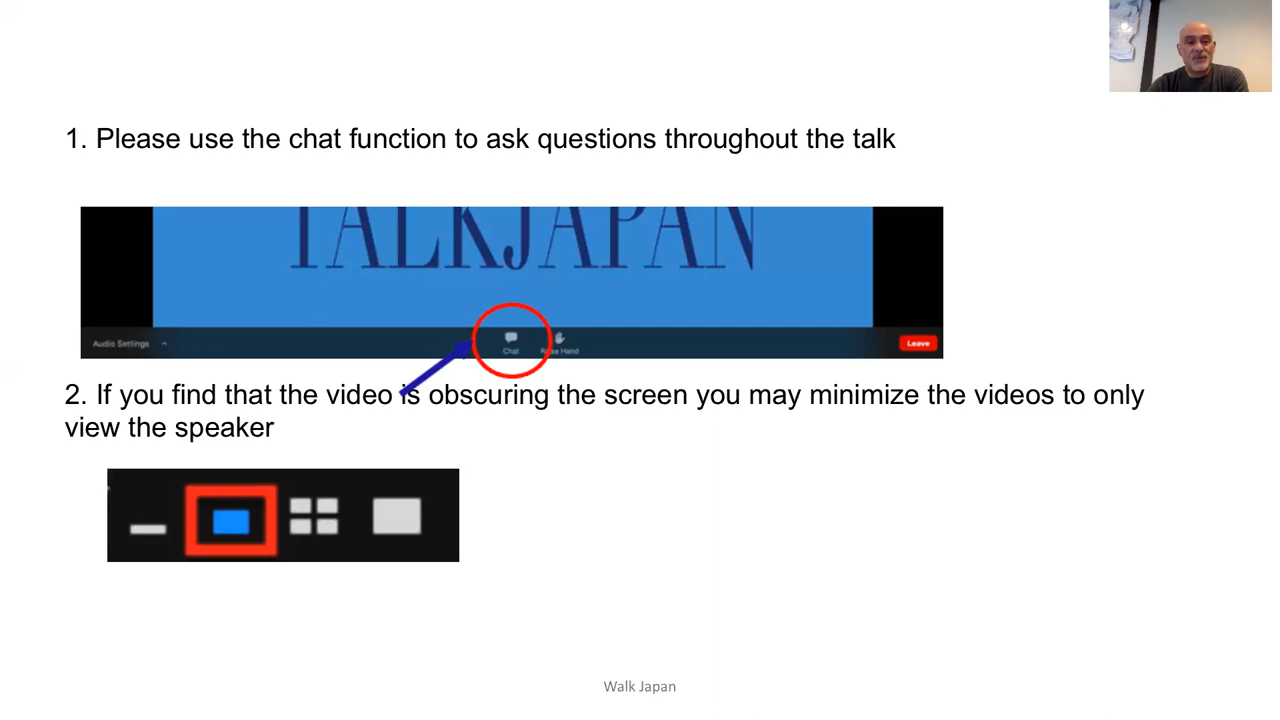 1. Please use the chat function to ask questions throughout the talk
TALKJAPAN
Audio Settings
Chat
Raise Hand
Leave
2. If you find that the video is obscuring the screen you may minimize the videos to only
view the speaker
Walk Japan